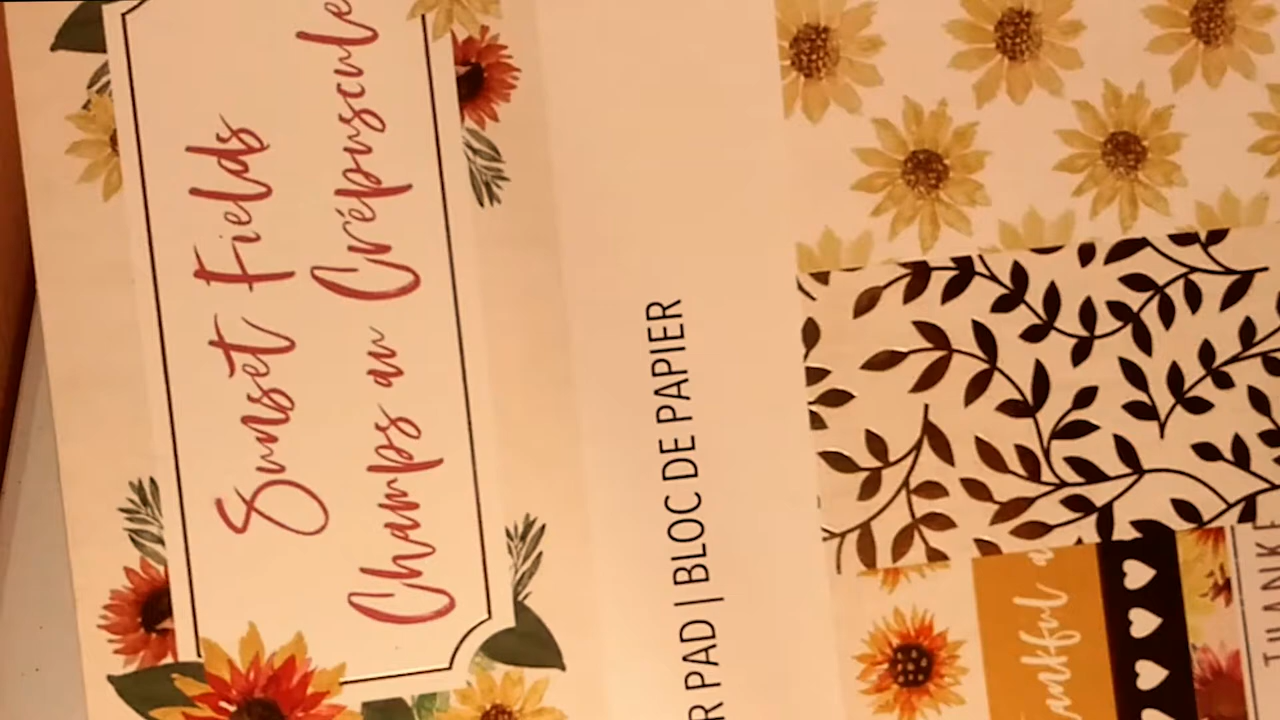 Sunset Fields
Champs au Crépuscule
PAD | BLOC DE PAPIER